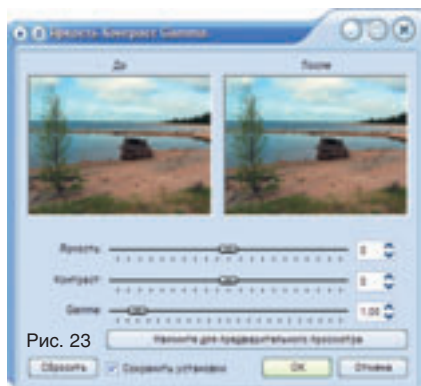 Яркость Контраст Gamma
До После
Яркость 0
Контраст 0
Gamma 1.00
Рис. 23
Нажмите для предварительного просмотра
Сбросить Сохранить установки OK Отмена